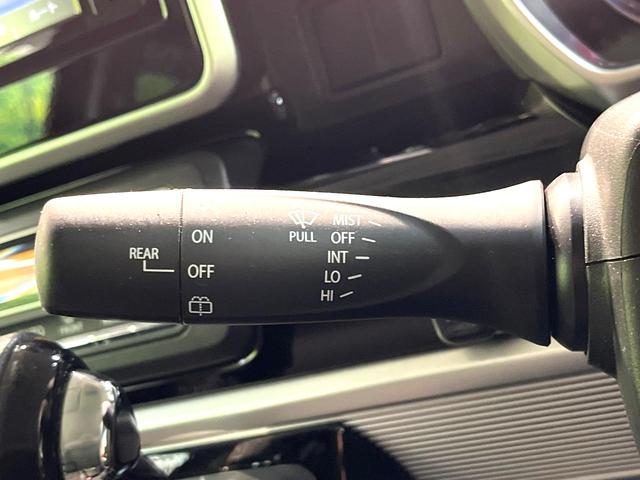 REAR
ON
OFF
PULL
MIST
OFF
INT
LO
HI